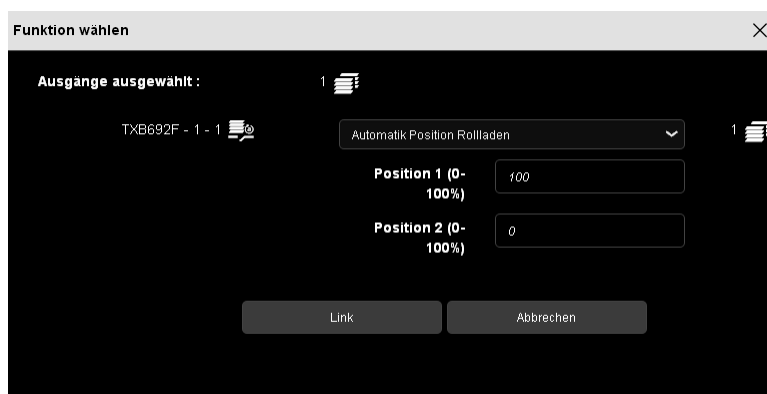 Funktion wählen
Ausgänge ausgewählt :
1
TXB692F - 1 - 1
Automatik Position Rollladen
1
Position 1 (0-
100%)
100
Position 2 (0-
100%)
0
Link
Abbrechen